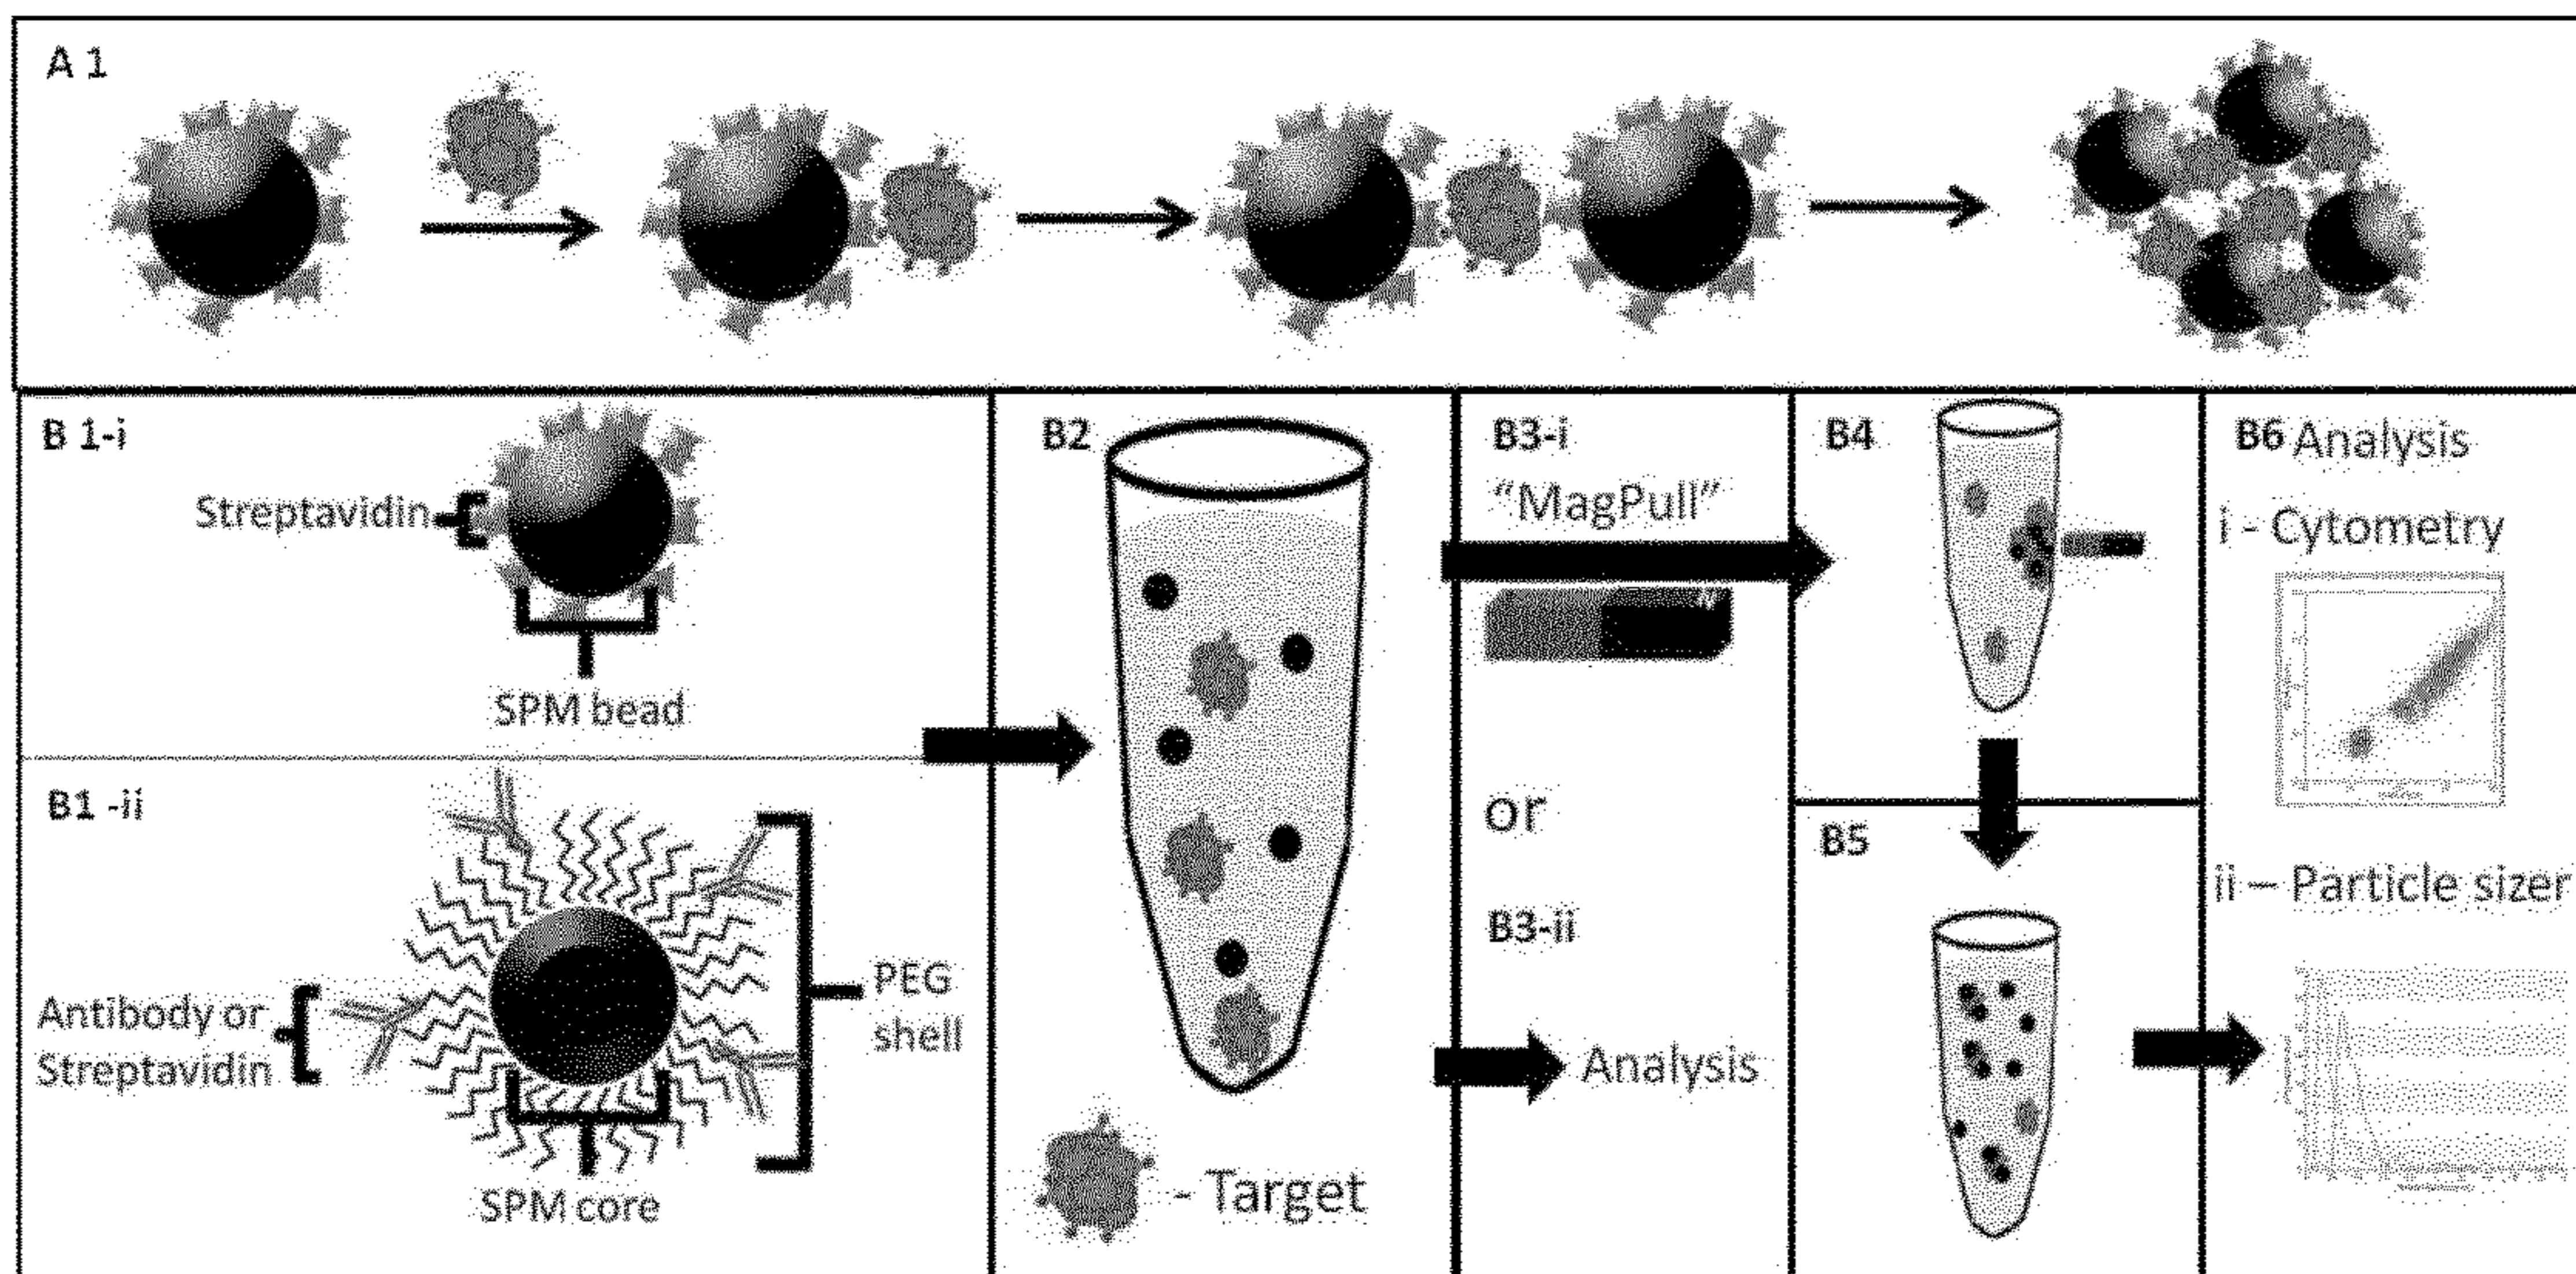 A 1
B 1-i
Streptavidin
SPM bead
B1 -ii
Antibody or
Streptavidin
PEG
shell
SPM core
B2
- Target
B3-i
“MagPull”
or
B3-ii
Analysis
B4
B5
B6 Analysis
i - Cytometry
ii – Particle sizer